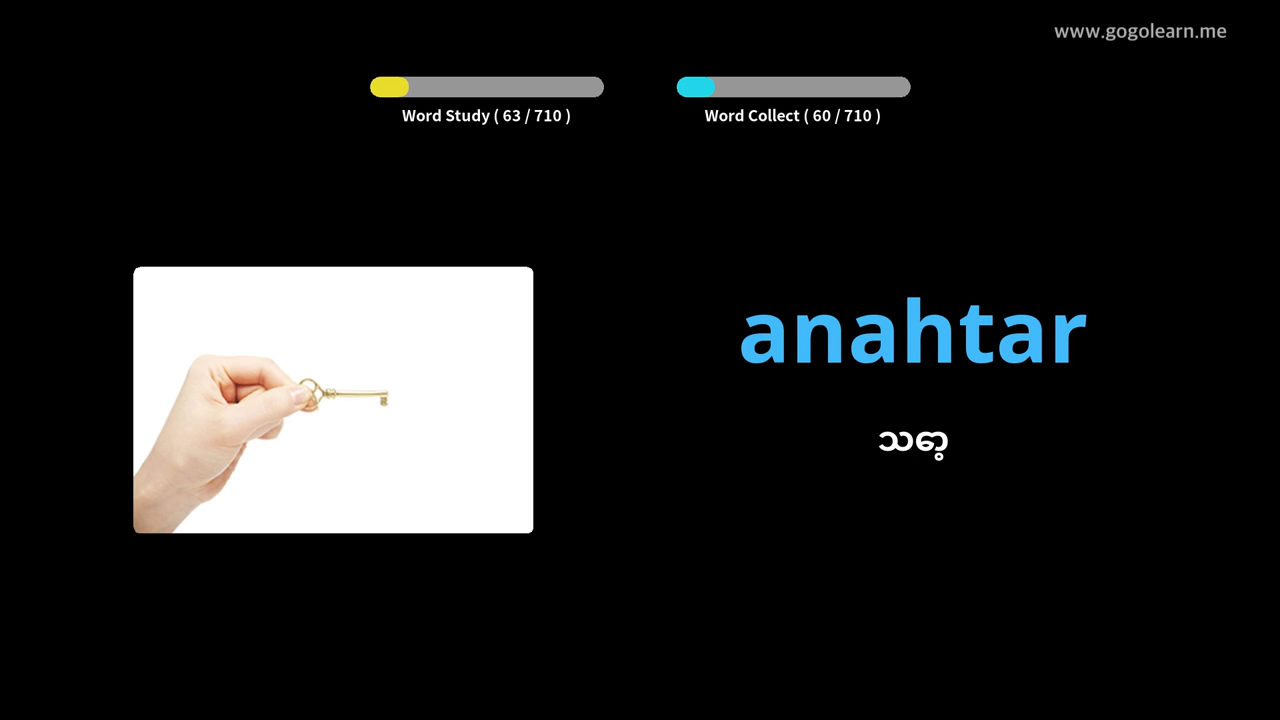 www.gogolearn.me
Word Study ( 63 / 710 )
Word Collect ( 60 / 710 )
anahtar
သော့